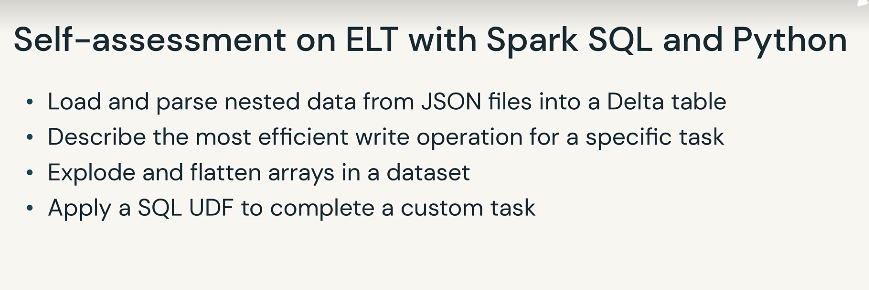 Self-assessment on ELT with Spark SQL and Python
• Load and parse nested data from JSON files into a Delta table
• Describe the most efficient write operation for a specific task
• Explode and flatten arrays in a dataset
• Apply a SQL UDF to complete a custom task